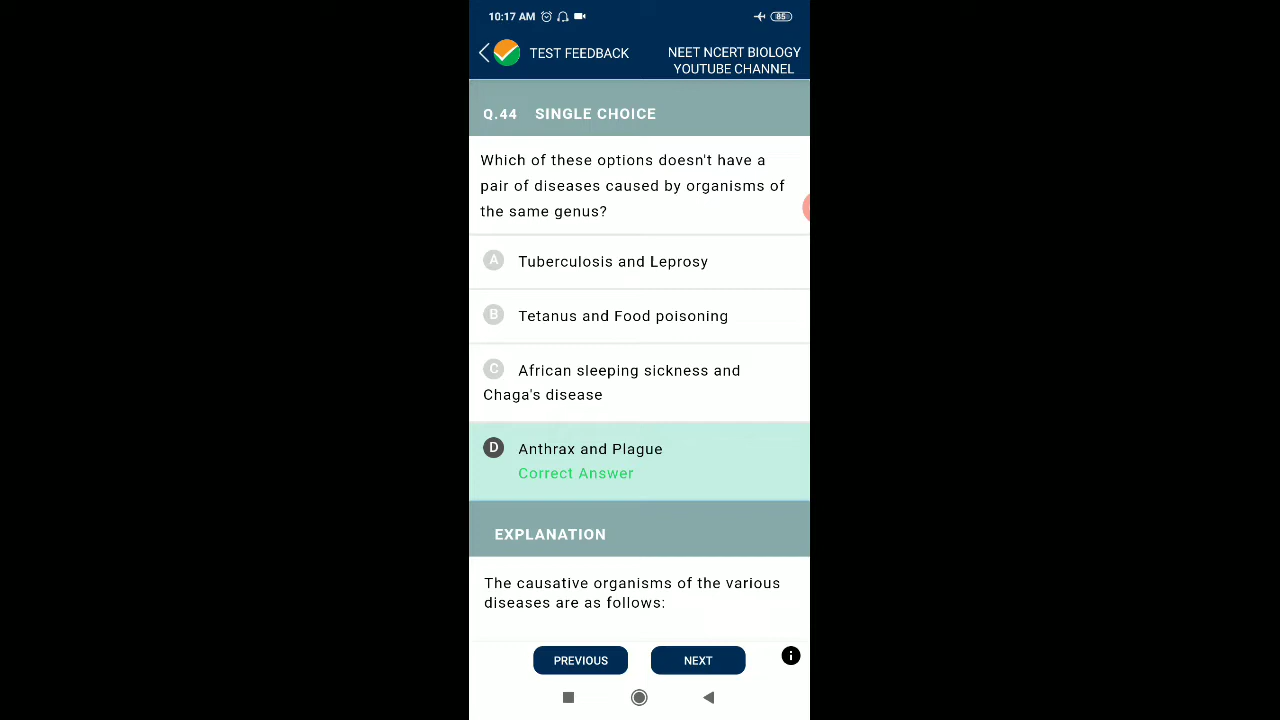 10:17 AM
85
TEST FEEDBACK
NEET NCERT BIOLOGY
YOUTUBE CHANNEL
Q.44 SINGLE CHOICE
Which of these options doesn't have a
pair of diseases caused by organisms of
the same genus?
A Tuberculosis and Leprosy
B Tetanus and Food poisoning
C African sleeping sickness and
Chaga's disease
D Anthrax and Plague
Correct Answer
EXPLANATION
The causative organisms of the various
diseases are as follows:
PREVIOUS
NEXT
i